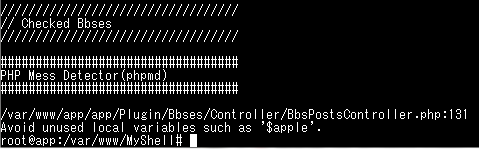 //////////////////////////////////
// Checked Bbses
//////////////////////////////////
##################################
PHP Mess Detector(phpmd)
##################################
/var/www/app/app/Plugin/Bbses/Controller/BbsPostsController.php:131
Avoid unused local variables such as '$apple'.
root@app:/var/www/MyShell#